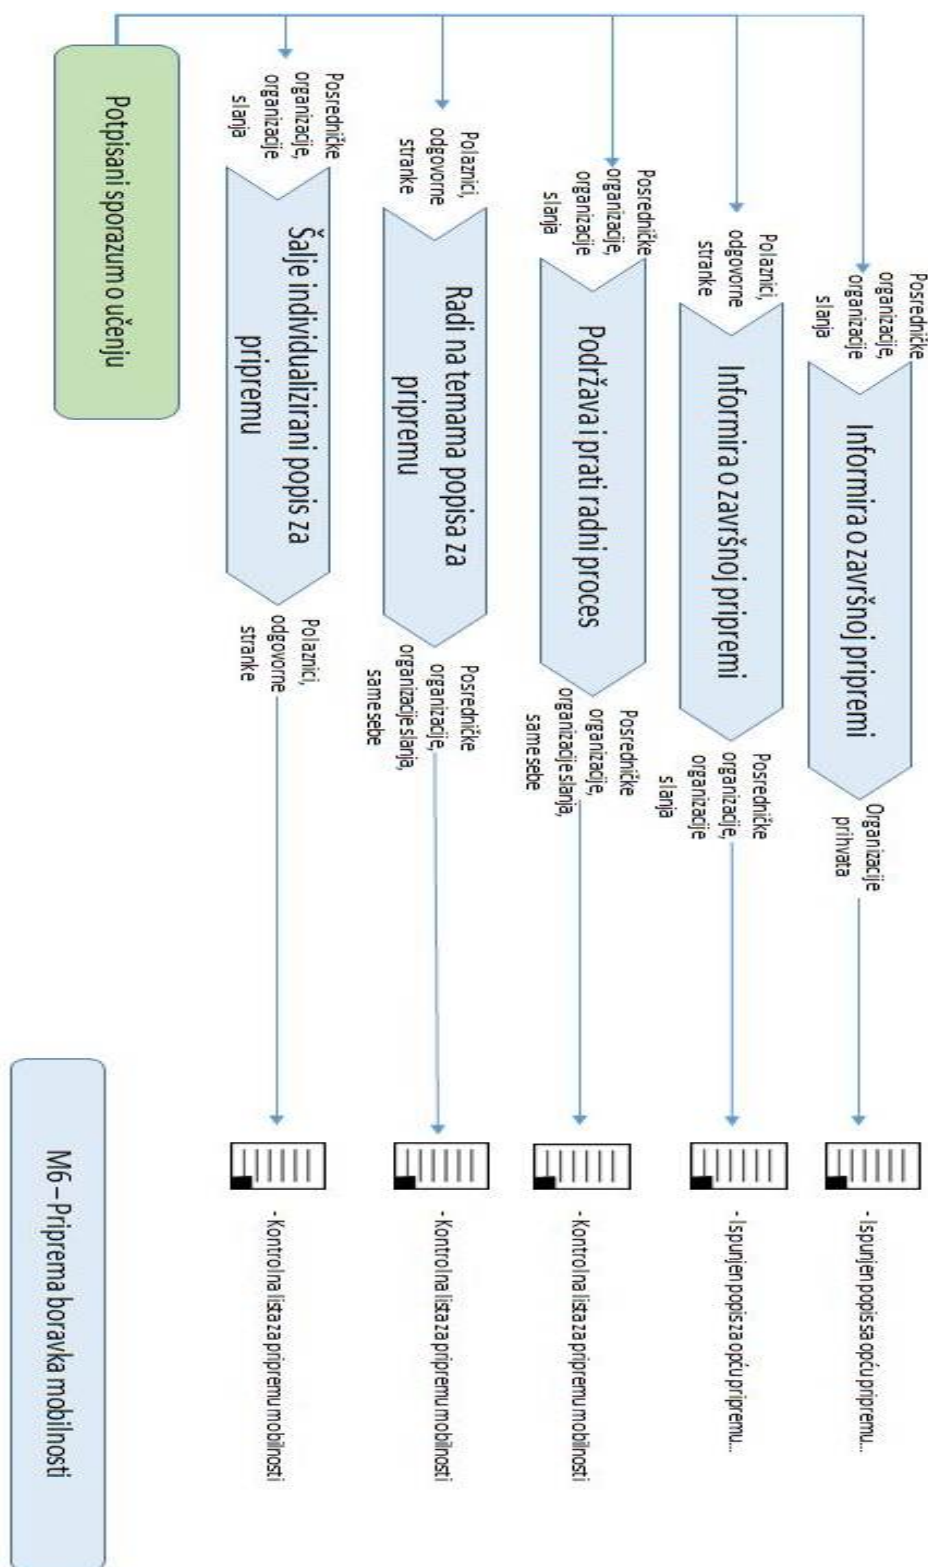 Posredničke
organizacije,
organizacije
slanja
Informira o završnoj pripremi
Organizacije
prihvata
- Ispunjen popis sa opću pripremu...
Polaznici,
odgovorne
stranke
Informira o završnoj pripremi
Posredničke
organizacije,
organizacije
slanja
- Ispunjen popis za opću pripremu...
Posredničke
organizacije,
organizacije
slanja
Podržava i prati radni proces
Posredničke
organizacije,
organizacije slanja,
same sebe
- Kontrolna lista za pripremu mobilnosti
Polaznici,
odgovorne
stranke
Radi na temama popisa za
pripremu
Posredničke
organizacije,
organizacije slanja,
same sebe
- Kontrolna lista za pripremu mobilnosti
Posredničke
organizacije,
organizacije
slanja
Šalje individualizirani popis za
pripremu
Polaznici,
odgovorne
stranke
- Kontrolna lista za pripremu mobilnosti
Potpisani sporazum o učenju
M6 – Priprema boravka mobilnosti